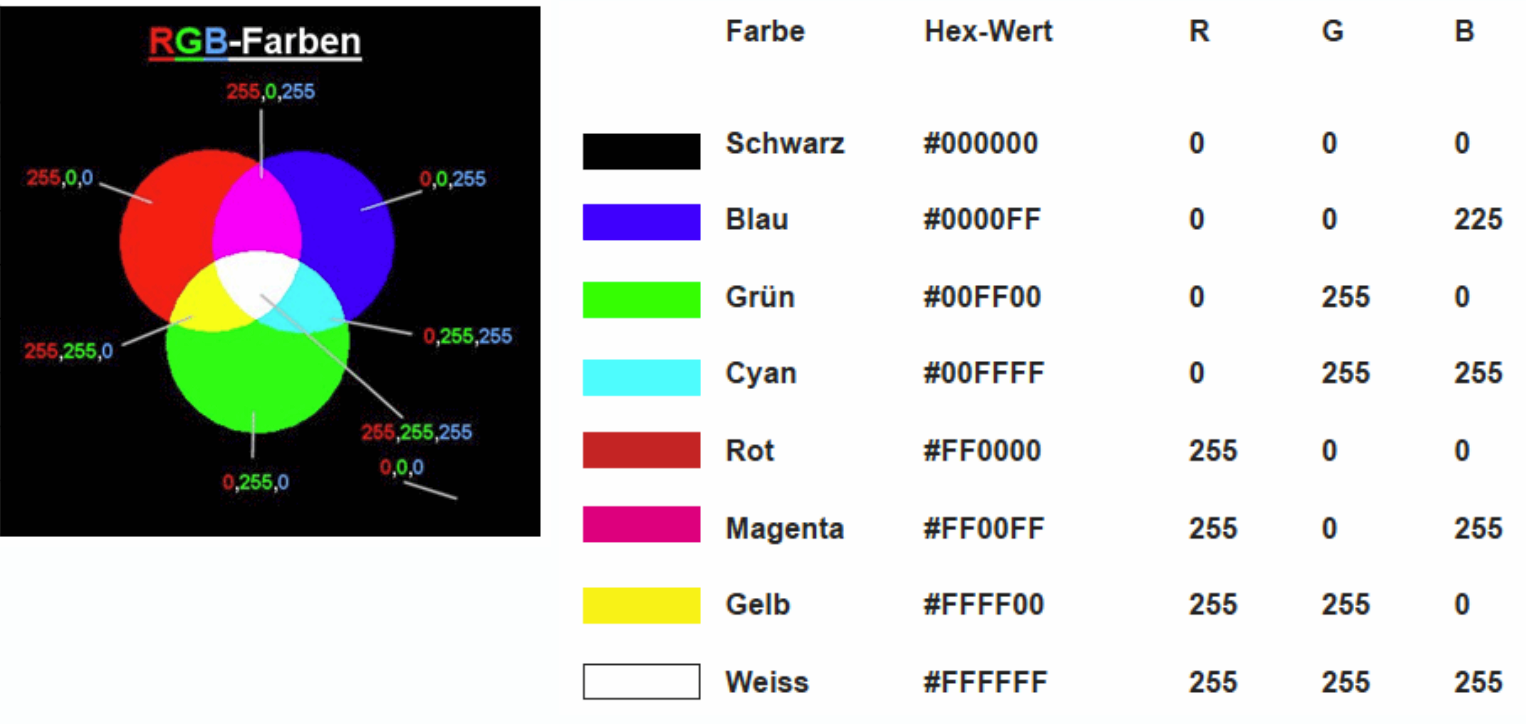 RGB-Farben
255,0,255
255,0,0
0,0,255
255,255,0
0,255,255
255,255,255
0,0,0
0,255,0
Farbe Hex-Wert R G B
Schwarz #000000 0 0 0
Blau #0000FF 0 0 225
Grün #00FF00 0 255 0
Cyan #00FFFF 0 255 255
Rot #FF0000 255 0 0
Magenta #FF00FF 255 0 255
Gelb #FFFF00 255 255 0
Weiss #FFFFFF 255 255 255